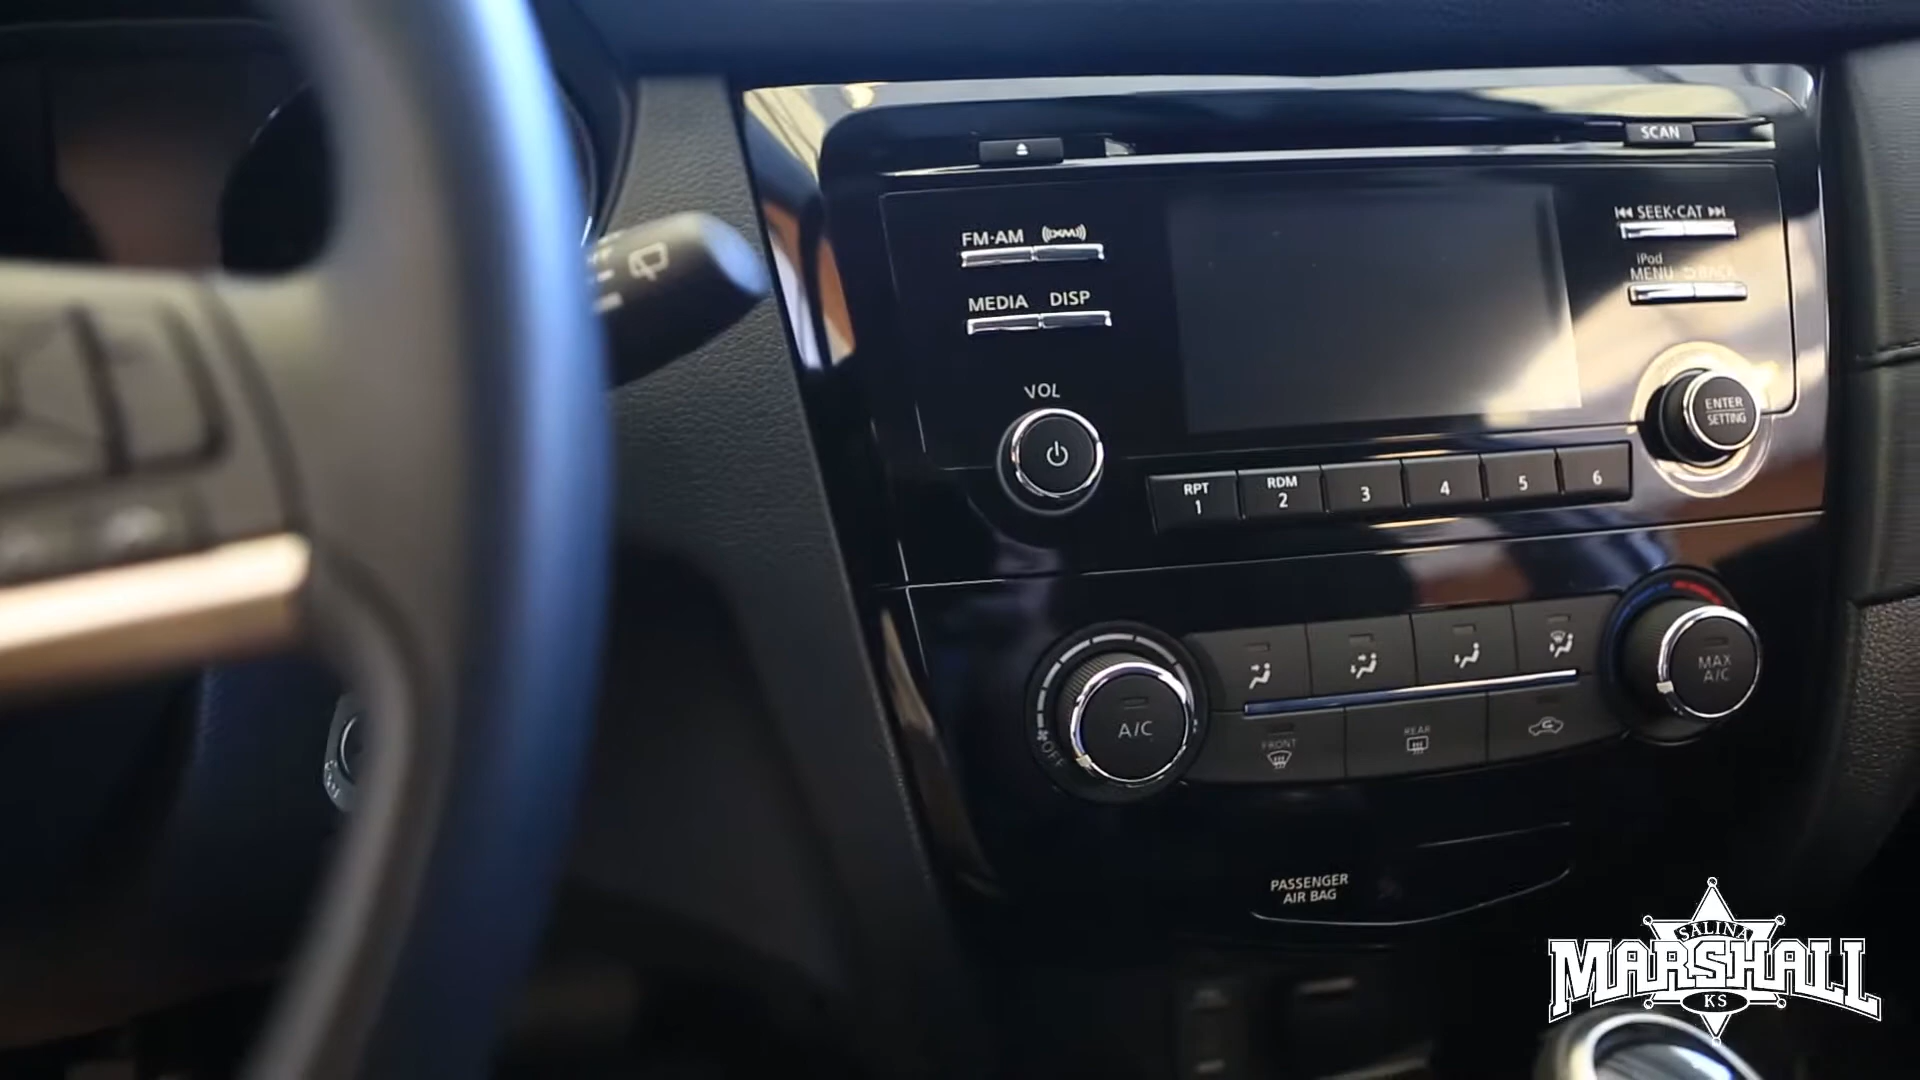 SCAN
FM·AM XM
SEEK·CAT
iPod
MENU BACK
MEDIA DISP
VOL
ENTER
SETTING
RPT RDM
1 2 3 4 5 6
A/C
OFF
MAX
A/C
FRONT
REAR
PASSENGER
AIR BAG
SALINA
MARSHALL
KS